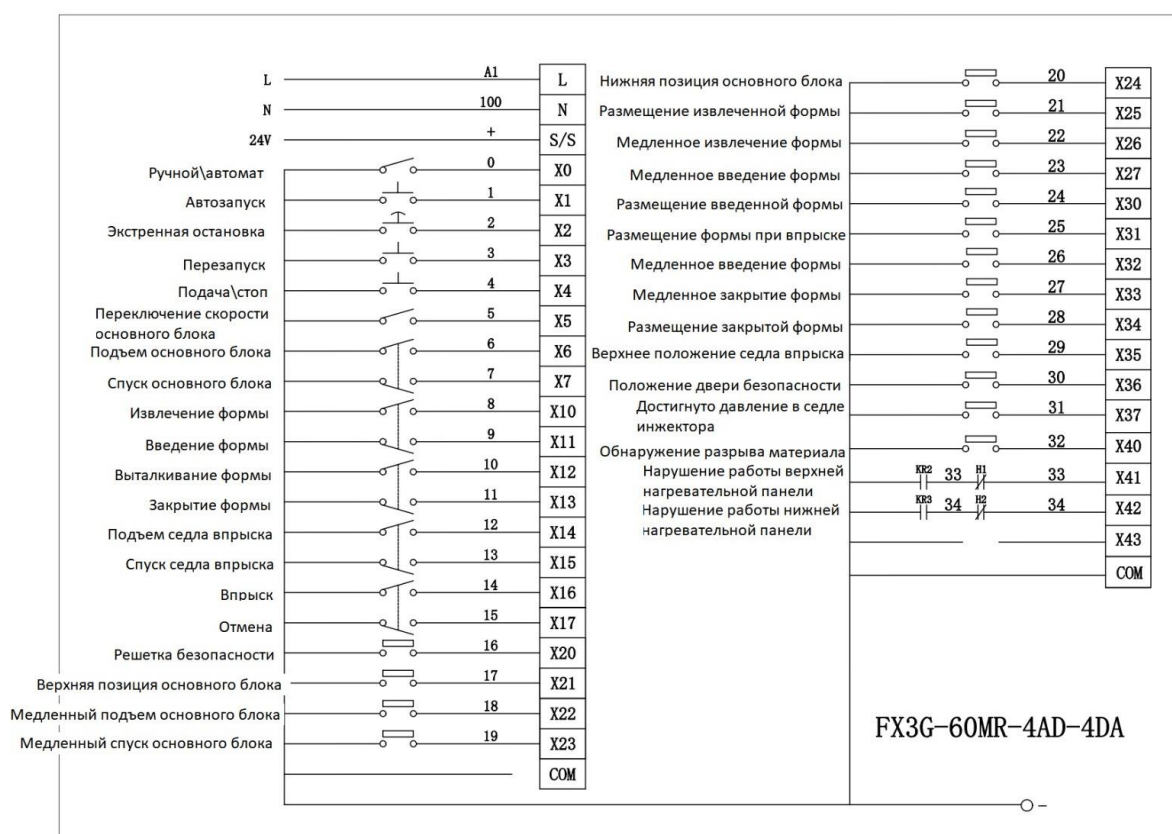 L A1 L
N 100 N
24V + S/S
Ручной\автомат 0 X0
Автозапуск 1 X1
Экстренная остановка 2 X2
Перезапуск 3 X3
Подача\стоп 4 X4
Переключение скорости
основного блока 5 X5
Подъем основного блока 6 X6
Спуск основного блока 7 X7
Извлечение формы 8 X10
Введение формы 9 X11
Выталкивание формы 10 X12
Закрытие формы 11 X13
Подъем седла впрыска 12 X14
Спуск седла впрыска 13 X15
Впрыск 14 X16
Отмена 15 X17
Решетка безопасности 16 X20
Верхняя позиция основного блока 17 X21
Медленный подъем основного блока 18 X22
Медленный спуск основного блока 19 X23
COM
Нижняя позиция основного блока 20 X24
Размещение извлеченной формы 21 X25
Медленное извлечение формы 22 X26
Медленное введение формы 23 X27
Размещение введенной формы 24 X30
Размещение формы при впрыске 25 X31
Медленное введение формы 26 X32
Медленное закрытие формы 27 X33
Размещение закрытой формы 28 X34
Верхнее положение седла впрыска 29 X35
Положение двери безопасности 30 X36
Достигнуто давление в седле
инжектора 31 X37
Обнаружение разрыва материала 32 X40
Нарушение работы верхней
нагревательной панели KR2 33 H1 33 X41
Нарушение работы нижней
нагревательной панели KR3 34 H2 34 X42
X43
COM
FX3G-60MR-4AD-4DA
-